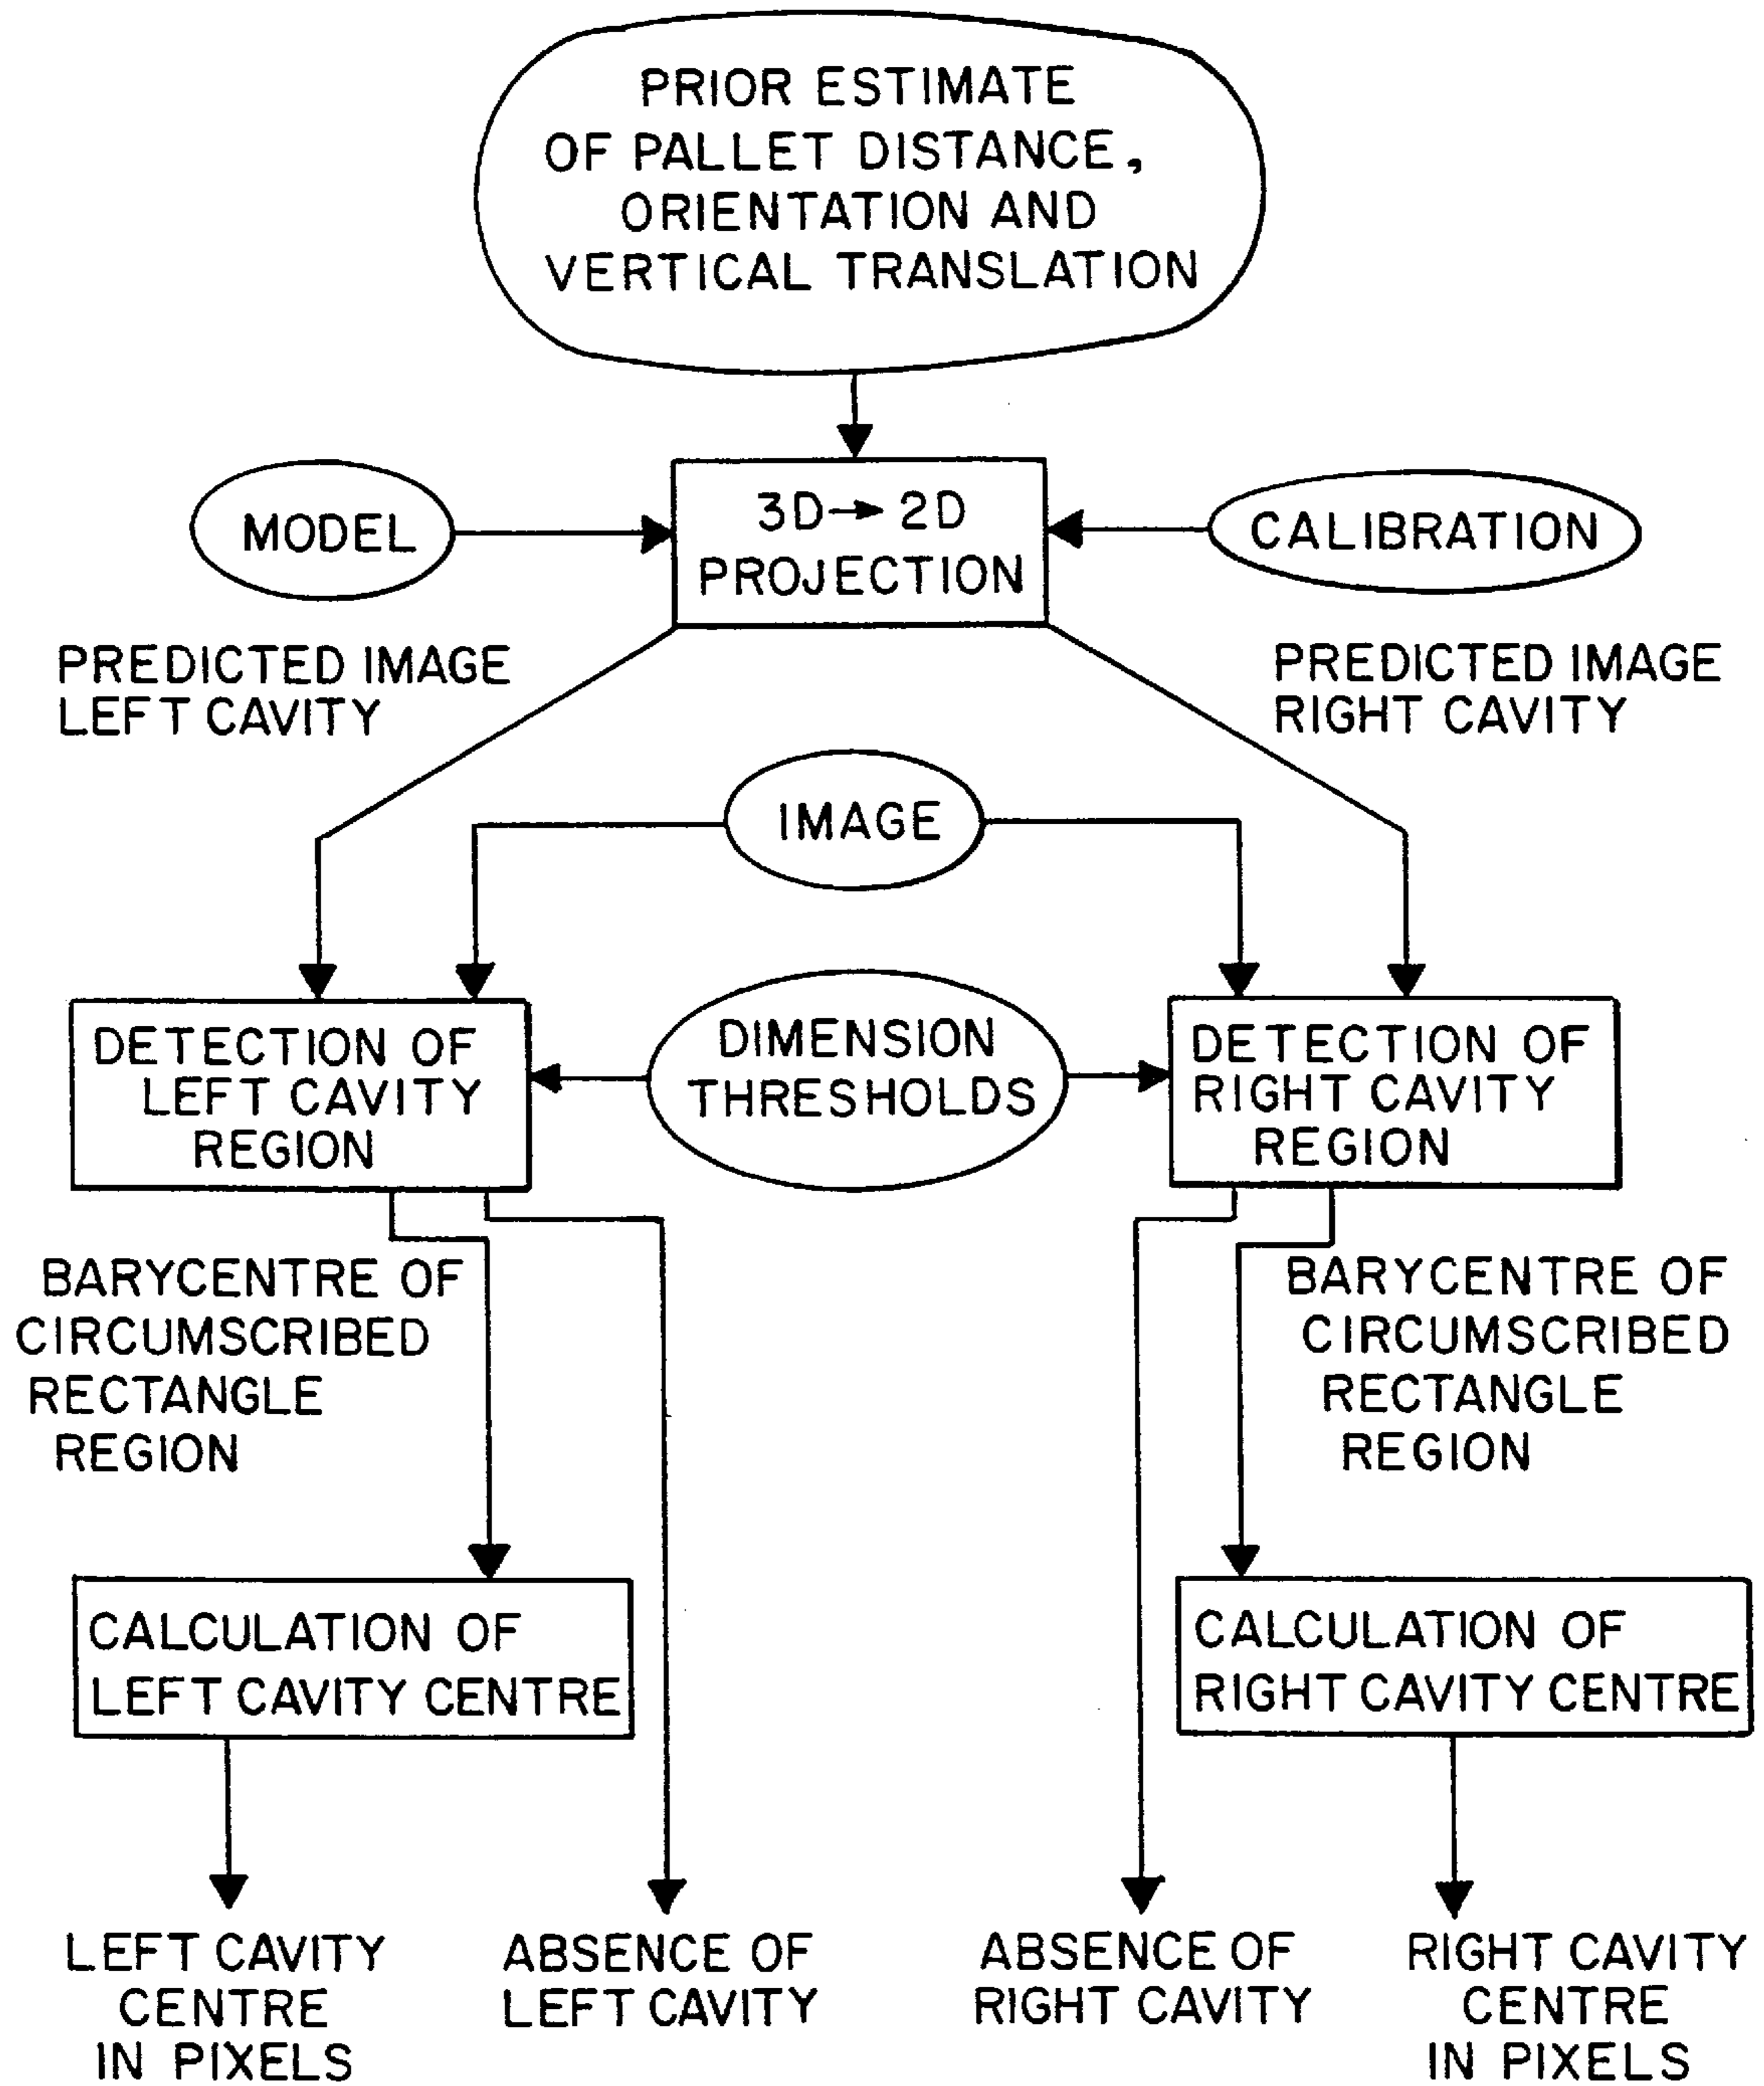 PRIOR ESTIMATE
OF PALLET DISTANCE,
ORIENTATION AND
VERTICAL TRANSLATION
MODEL
3D→2D
PROJECTION
CALIBRATION
PREDICTED IMAGE
LEFT CAVITY
PREDICTED IMAGE
RIGHT CAVITY
IMAGE
DETECTION OF
LEFT CAVITY
REGION
DIMENSION
THRESHOLDS
DETECTION OF
RIGHT CAVITY
REGION
BARYCENTRE OF
CIRCUMSCRIBED
RECTANGLE
REGION
BARYCENTRE OF
CIRCUMSCRIBED
RECTANGLE
REGION
CALCULATION OF
LEFT CAVITY CENTRE
CALCULATION OF
RIGHT CAVITY CENTRE
LEFT CAVITY
CENTRE
IN PIXELS
ABSENCE OF
LEFT CAVITY
ABSENCE OF
RIGHT CAVITY
RIGHT CAVITY
CENTRE
IN PIXELS